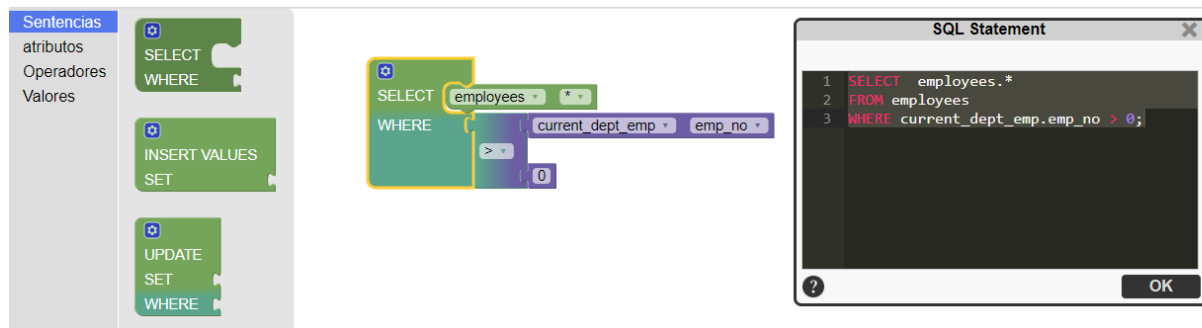 Sentencias
atributos
Operadores
Valores
SELECT
WHERE
INSERT VALUES
SET
UPDATE
SET
WHERE
SELECT employees *
WHERE current_dept_emp emp_no
>
0
SQL Statement
1 SELECT  employees.*
2 FROM employees
3 WHERE current_dept_emp.emp_no > 0;
?
OK